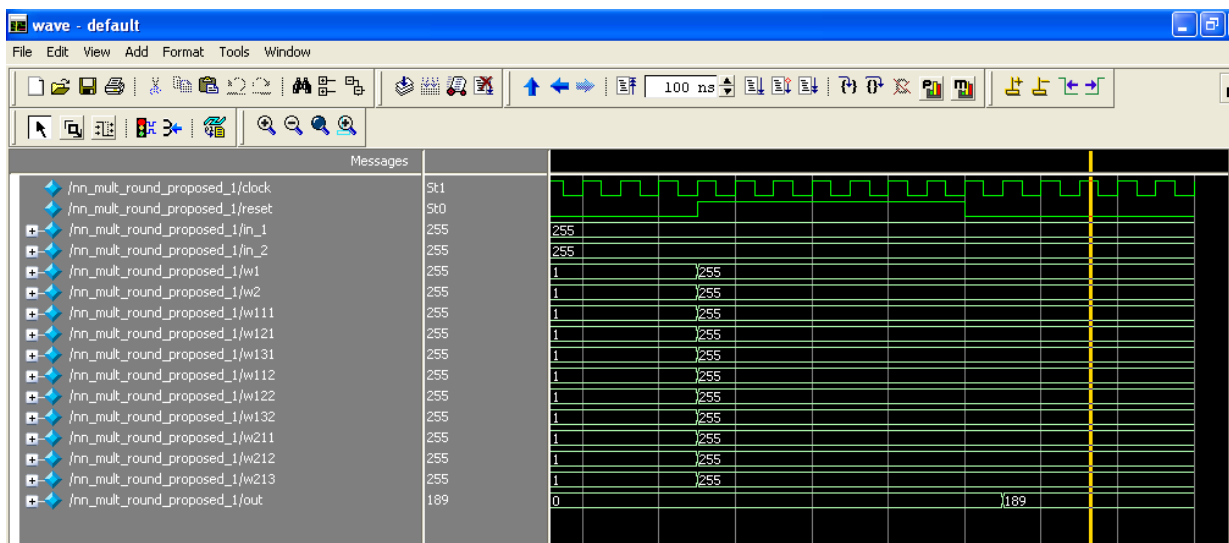 wave - default
File Edit View Add Format Tools Window
100 ns
Messages
/nn_mult_round_proposed_1/clock St1
/nn_mult_round_proposed_1/reset St0
/nn_mult_round_proposed_1/in_1 255 255
/nn_mult_round_proposed_1/in_2 255 255
/nn_mult_round_proposed_1/w1 255 1 255
/nn_mult_round_proposed_1/w2 255 1 255
/nn_mult_round_proposed_1/w111 255 1 255
/nn_mult_round_proposed_1/w121 255 1 255
/nn_mult_round_proposed_1/w131 255 1 255
/nn_mult_round_proposed_1/w112 255 1 255
/nn_mult_round_proposed_1/w122 255 1 255
/nn_mult_round_proposed_1/w132 255 1 255
/nn_mult_round_proposed_1/w211 255 1 255
/nn_mult_round_proposed_1/w212 255 1 255
/nn_mult_round_proposed_1/w213 255 1 255
/nn_mult_round_proposed_1/out 189 0 189